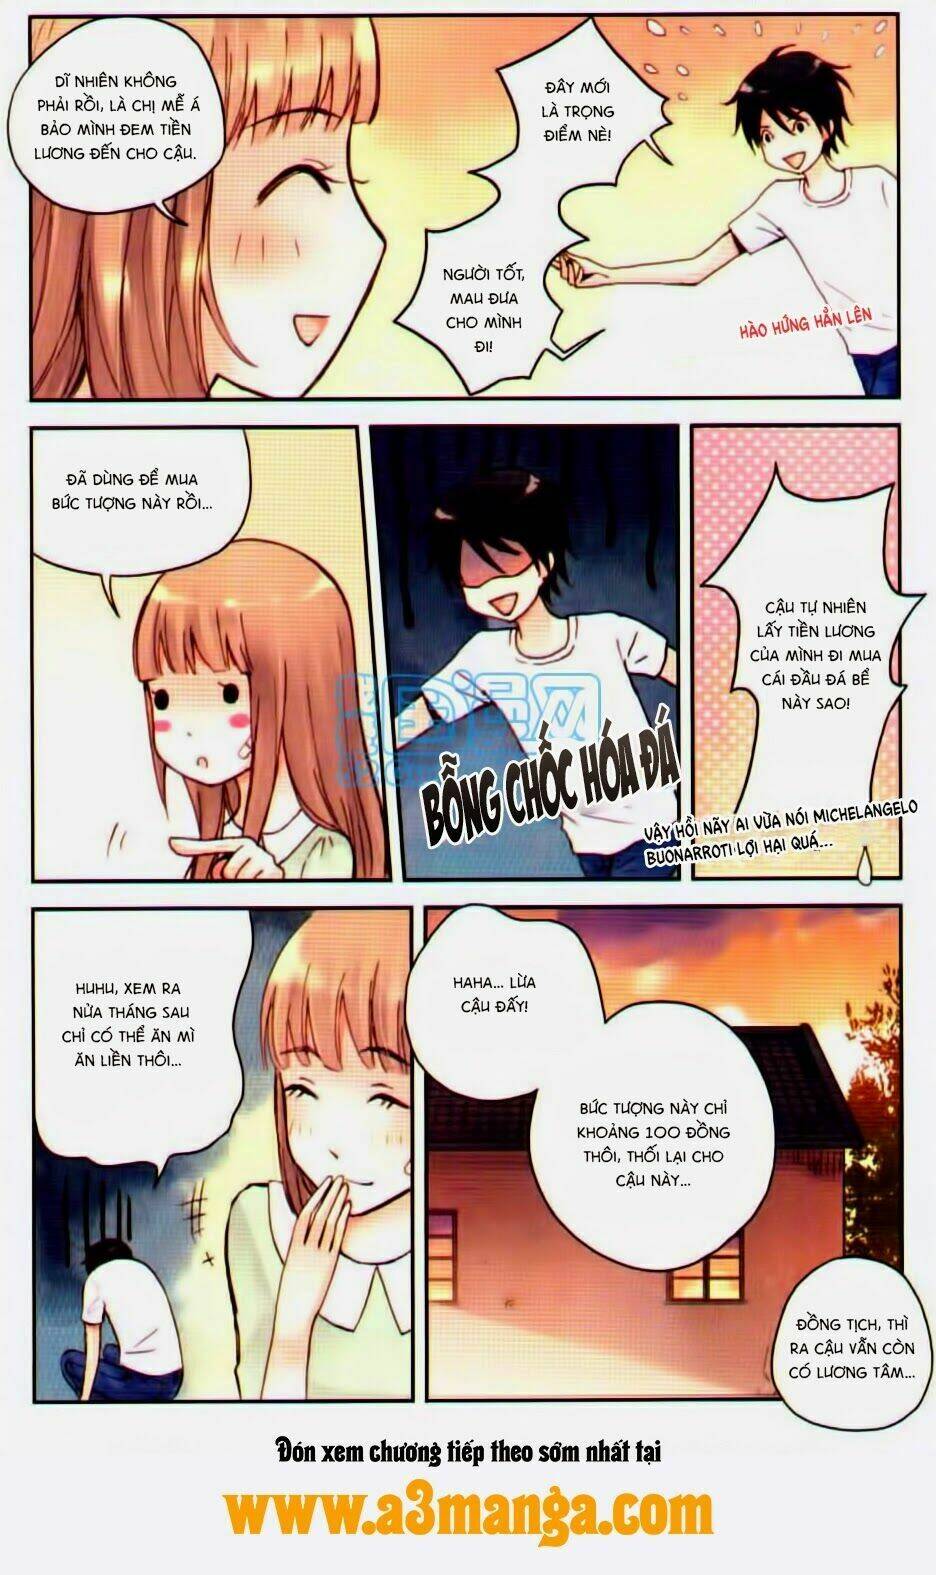 DĨ NHIÊN KHÔNG
PHẢI RỒI, LÀ CHỊ MỄ Á
BẢO MÌNH ĐEM TIỀN
LƯƠNG ĐẾN CHO CẬU.
ĐÂY MỚI
LÀ TRỌNG
ĐIỂM NÈ!
NGƯỜI TỐT,
MAU ĐƯA
CHO MÌNH
ĐI!
HÀO HỨNG HẲN LÊN
ĐÃ DÙNG ĐỂ MUA
BỨC TƯỢNG NÀY RỒI...
BỖNG CHỐC HÓA ĐÁ
CẬU TỰ NHIÊN
LẤY TIỀN LƯƠNG
CỦA MÌNH ĐI MUA
CÁI ĐẦU ĐÁ BỂ
NÀY SAO!
VẬY HỒI NÃY AI VỪA NÓI MICHELANGELO
BUONARROTI LỢI HẠI QUÁ...
HUHU, XEM RA
NỬA THÁNG SAU
CHỈ CÓ THỂ ĂN MÌ
ĂN LIỀN THÔI...
HAHA... LỪA
CẬU ĐẤY!
BỨC TƯỢNG NÀY CHỈ
KHOẢNG 100 ĐỒNG
THÔI, THỐI LẠI CHO
CẬU NÀY...
ĐỒNG TỊCH, THÌ
RA CẬU VẪN CÒN
CÓ LƯƠNG TÂM...
Đón xem chương tiếp theo sớm nhất tại
www.a3manga.com